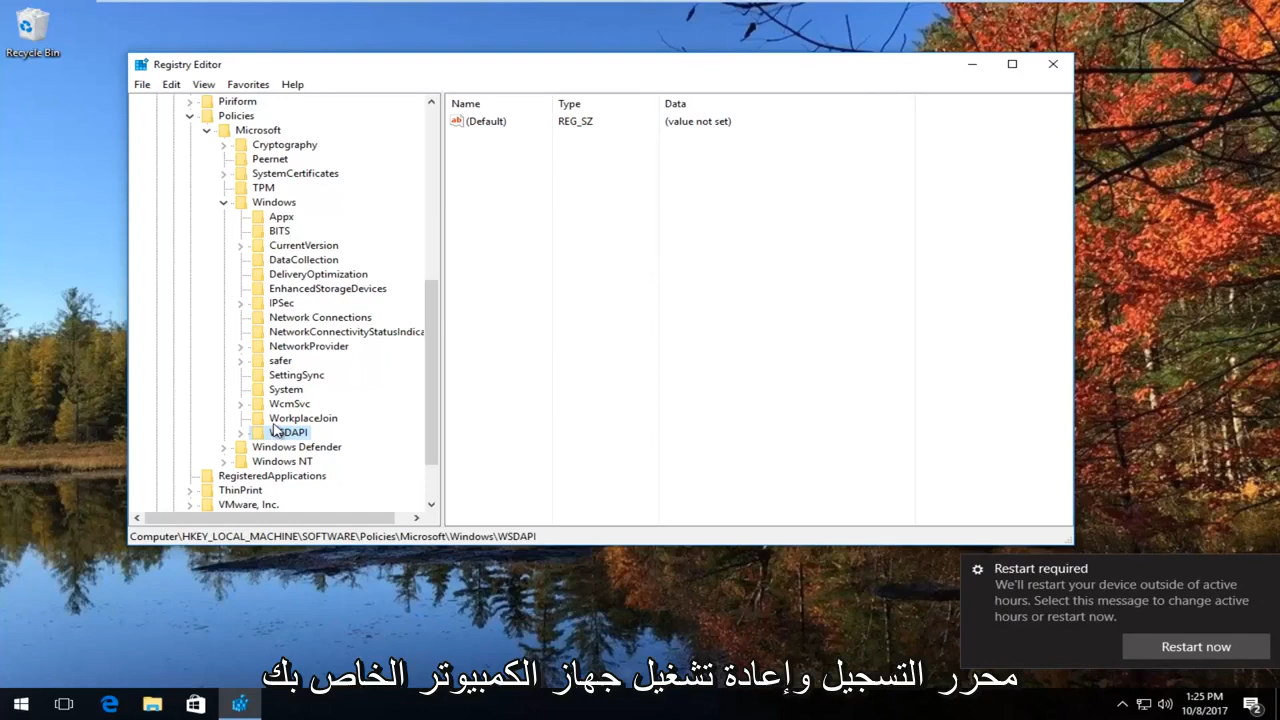 Recycle Bin
Registry Editor
File Edit View Favorites Help
Name Type Data
(Default) REG_SZ (value not set)
Piriform
Policies
Microsoft
Cryptography
Peernet
SystemCertificates
TPM
Windows
Appx
BITS
CurrentVersion
DataCollection
DeliveryOptimization
EnhancedStorageDevices
IPSec
Network Connections
NetworkConnectivityStatusIndica
NetworkProvider
safer
SettingSync
System
WcmSvc
WorkplaceJoin
WSDAPI
Windows Defender
Windows NT
RegisteredApplications
ThinPrint
VMware, Inc.
Computer\HKEY_LOCAL_MACHINE\SOFTWARE\Policies\Microsoft\Windows\WSDAPI
Restart required
We'll restart your device outside of active
hours. Select this message to change active
hours or restart now.
Restart now
محرر التسجيل وإعادة تشغيل جهاز الكمبيوتر الخاص بك
1:25 PM
10/8/2017
2